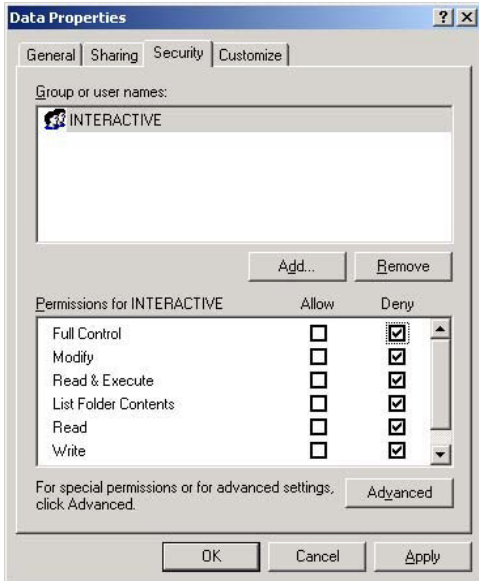 Data Properties
General Sharing Security Customize
Group or user names:
INTERACTIVE
Add... Remove
Permissions for INTERACTIVE Allow Deny
Full Control
Modify
Read & Execute
List Folder Contents
Read
Write
For special permissions or for advanced settings,
click Advanced. Advanced
OK Cancel Apply